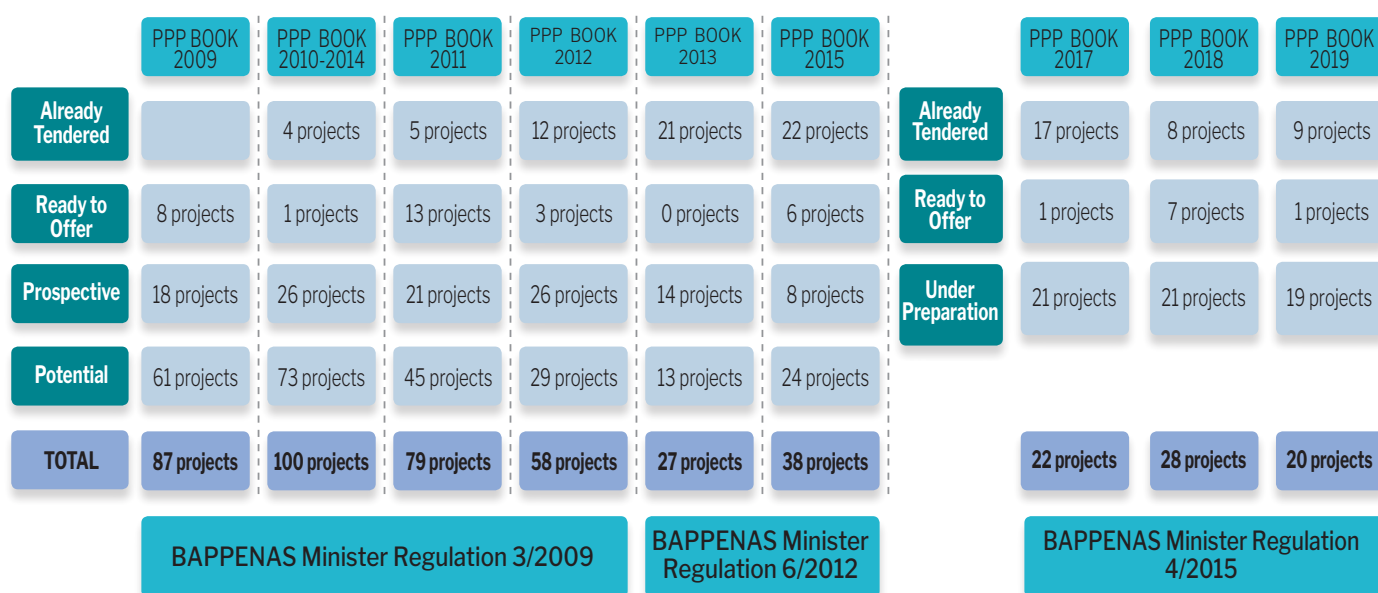 PPP BOOK
2009
PPP BOOK
2010-2014
PPP BOOK
2011
PPP BOOK
2012
PPP BOOK
2013
PPP BOOK
2015
PPP BOOK
2017
PPP BOOK
2018
PPP BOOK
2019
Already
Tendered
4 projects
5 projects
12 projects
21 projects
22 projects
Already
Tendered
17 projects
8 projects
9 projects
Ready to
Offer
8 projects
1 projects
13 projects
3 projects
0 projects
6 projects
Ready to
Offer
1 projects
7 projects
1 projects
Prospective
18 projects
26 projects
21 projects
26 projects
14 projects
8 projects
Under
Preparation
21 projects
21 projects
19 projects
Potential
61 projects
73 projects
45 projects
29 projects
13 projects
24 projects
TOTAL
87 projects
100 projects
79 projects
58 projects
27 projects
38 projects
22 projects
28 projects
20 projects
BAPPENAS Minister Regulation 3/2009
BAPPENAS Minister
Regulation 6/2012
BAPPENAS Minister Regulation
4/2015